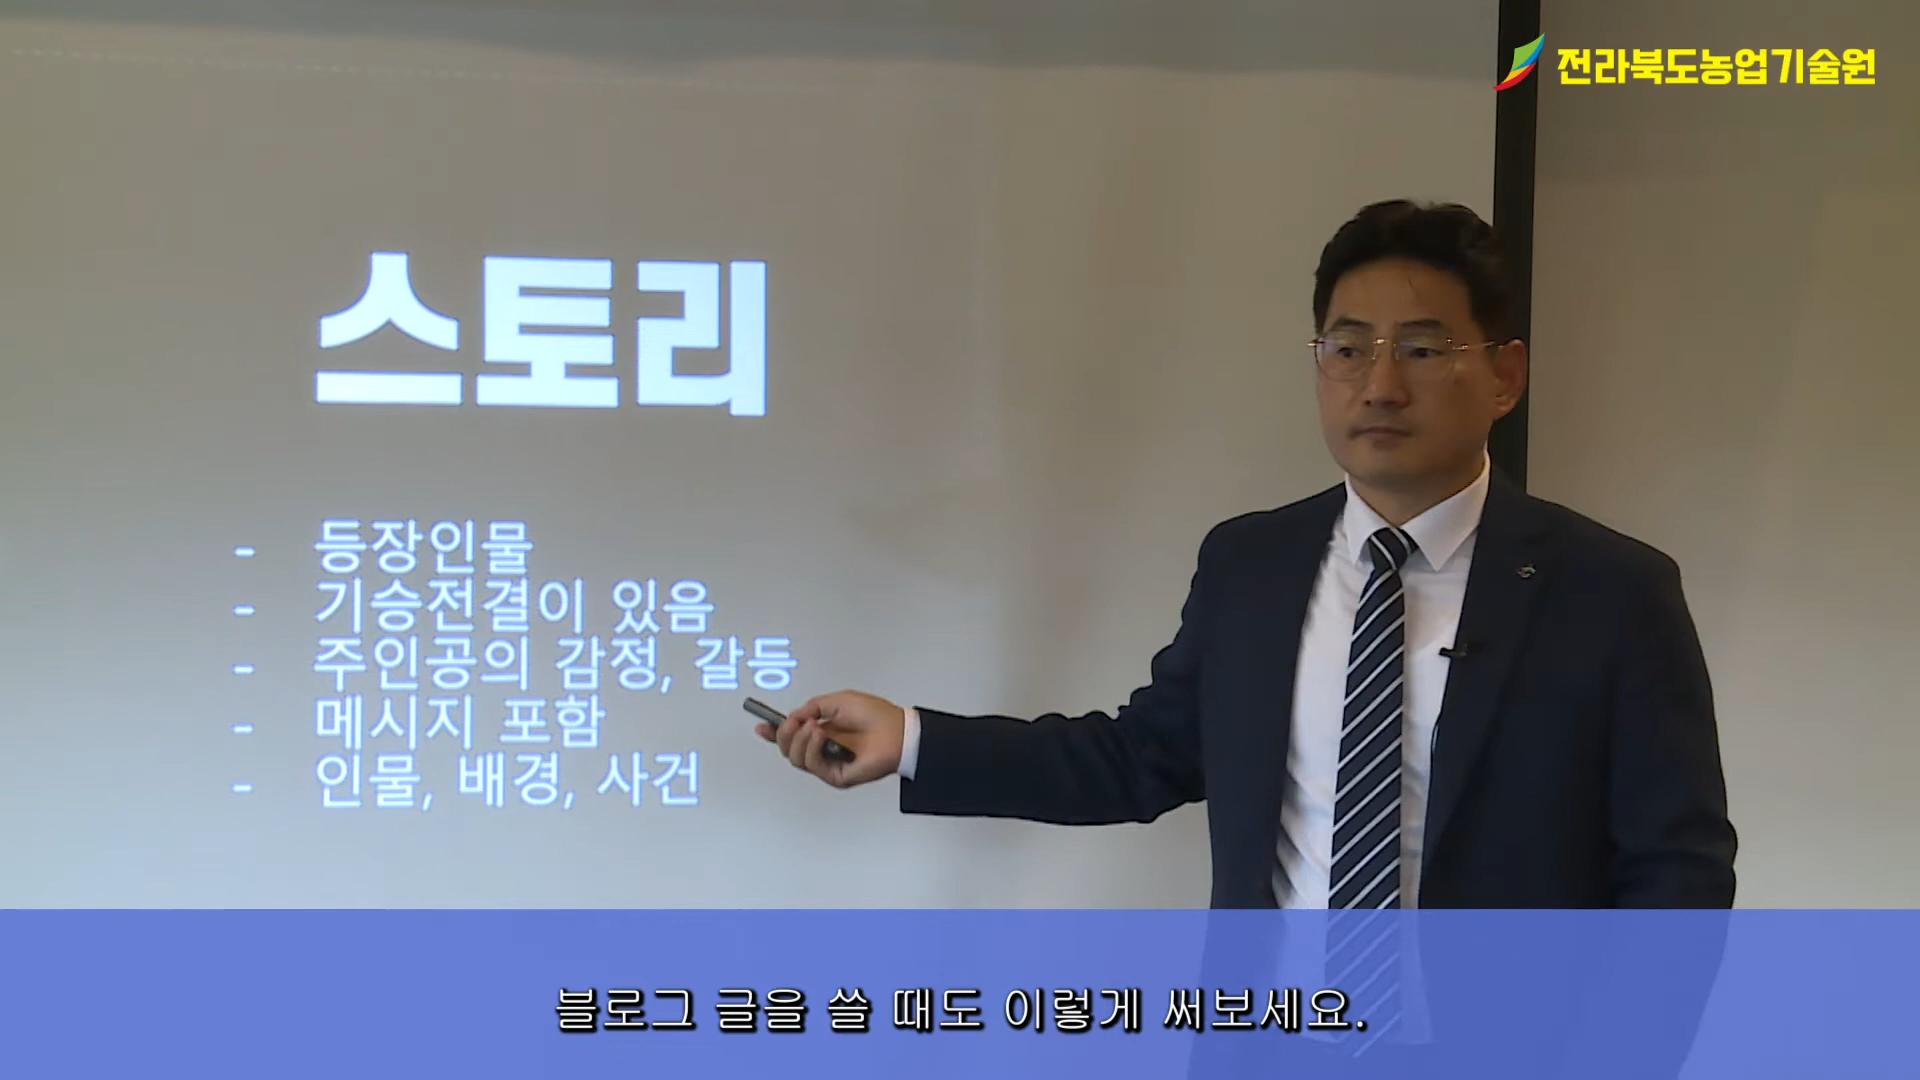 전라북도농업기술원
스토리
- 등장인물
- 기승전결이 있음
- 주인공의 감정, 갈등
- 메시지 포함
- 인물, 배경, 사건
블로그 글을 쓸 때도 이렇게 써보세요.